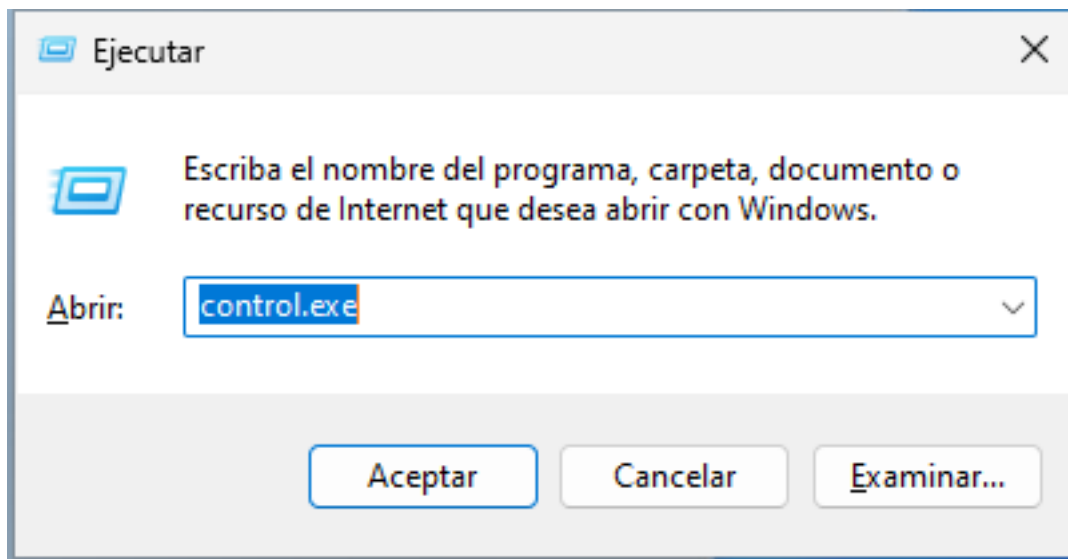 Ejecutar
Escriba el nombre del programa, carpeta, documento o
recurso de Internet que desea abrir con Windows.
Abrir: control.exe
Aceptar Cancelar Examinar...